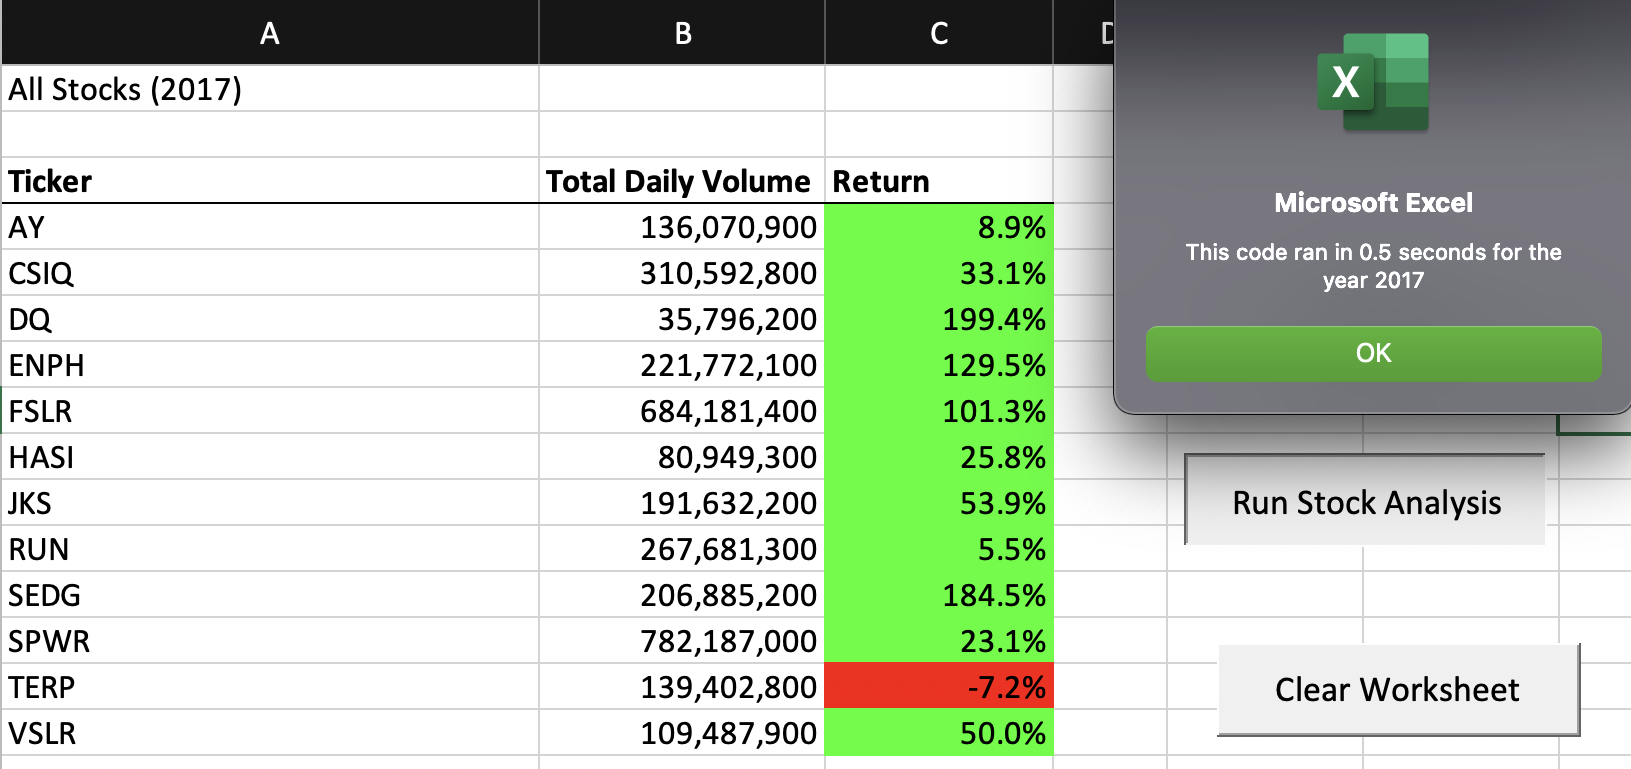 A B C D
All Stocks (2017)
Ticker Total Daily Volume Return
AY 136,070,900 8.9%
CSIQ 310,592,800 33.1%
DQ 35,796,200 199.4%
ENPH 221,772,100 129.5%
FSLR 684,181,400 101.3%
HASI 80,949,300 25.8%
JKS 191,632,200 53.9%
RUN 267,681,300 5.5%
SEDG 206,885,200 184.5%
SPWR 782,187,000 23.1%
TERP 139,402,800 -7.2%
VSLR 109,487,900 50.0%
X
Microsoft Excel
This code ran in 0.5 seconds for the
year 2017
OK
Run Stock Analysis
Clear Worksheet